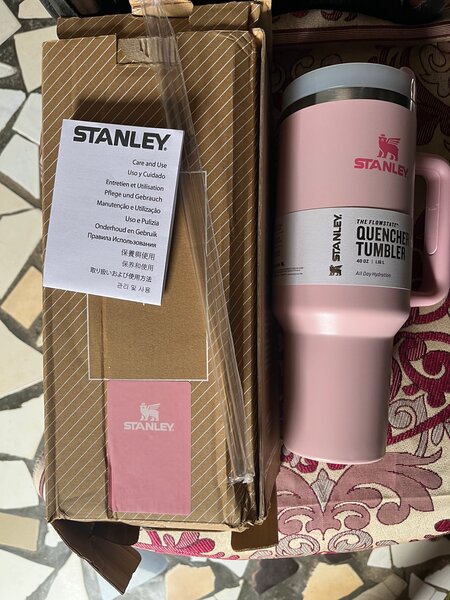 STANLEY.
Care and Use
Uso y Cuidado
Entretien et Utilisation
Pflege und Gebrauch
Manutenção e Utilização
Uso e Pulizia
Onderhoud en Gebruik
Правила Использования
保養與使用
保养和使用
取り扱いおよび使用方法
관리 및 사용
STANLEY.
STANLEY
STANLEY
THE FLOWSTATE™
QUENCHER
TUMBLER
40 OZ | 1.18 L
All Day Hydration